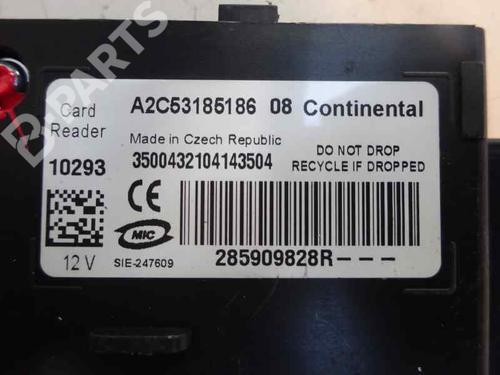 Card Reader
A2C53185186 08 Continental
Made in Czech Republic
10293
3500432104143504
DO NOT DROP
RECYCLE IF DROPPED
CE
MIC
12 V
SIE-247609
285909828R---
B-PARTS